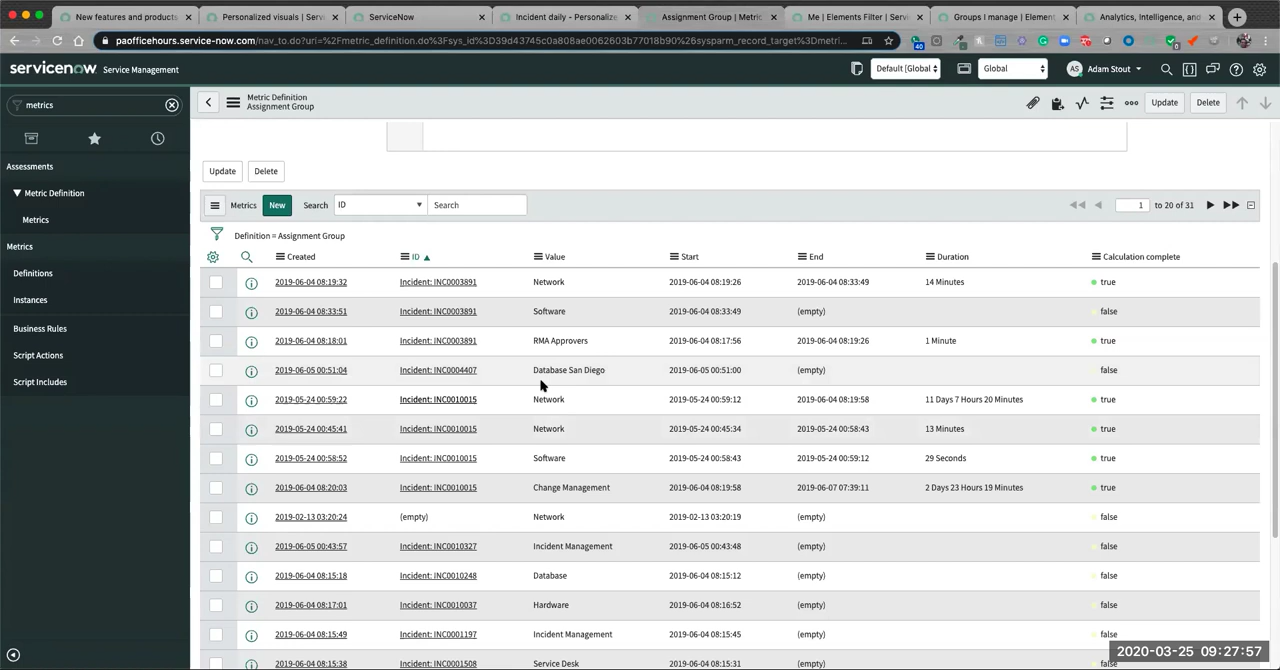 New features and products
Personalized visuals | Servi
ServiceNow
Incident daily - Personalize
Assignment Group | Metric
Me | Elements Filter | Servic
Groups I manage | Element
Analytics, Intelligence, and
paofficehours.service-now.com/nav_to.do?uri=%2Fmetric_definition.do%3Fsys_id%3D39d43745c0a808ae0062603b77018b90%26sysparm_record_target%3Dmetri...
40
0
servicenow Service Management
Default [Global
Global
AS Adam Stout
metrics
Metric Definition
Assignment Group
Update
Delete
Assessments
Metric Definition
Metrics
Metrics
Definitions
Instances
Business Rules
Script Actions
Script Includes
Update
Delete
Metrics New Search ID Search 1 to 20 of 31
Definition = Assignment Group
Created ID Value Start End Duration Calculation complete
2019-06-04 08:19:32 Incident: INC0003891 Network 2019-06-04 08:19:26 2019-06-04 08:33:49 14 Minutes true
2019-06-04 08:33:51 Incident: INC0003891 Software 2019-06-04 08:33:49 (empty) false
2019-06-04 08:18:01 Incident: INC0003891 RMA Approvers 2019-06-04 08:17:56 2019-06-04 08:19:26 1 Minute true
2019-06-05 00:51:04 Incident: INC0004407 Database San Diego 2019-06-05 00:51:00 (empty) false
2019-05-24 00:59:22 Incident: INC0010015 Network 2019-05-24 00:59:12 2019-06-04 08:19:58 11 Days 7 Hours 20 Minutes true
2019-05-24 00:45:41 Incident: INC0010015 Network 2019-05-24 00:45:34 2019-05-24 00:58:43 13 Minutes true
2019-05-24 00:58:52 Incident: INC0010015 Software 2019-05-24 00:58:43 2019-05-24 00:59:12 29 Seconds true
2019-06-04 08:20:03 Incident: INC0010015 Change Management 2019-06-04 08:19:58 2019-06-07 07:39:11 2 Days 23 Hours 19 Minutes true
2019-02-13 03:20:24 (empty) Network 2019-02-13 03:20:19 (empty) false
2019-06-05 00:43:57 Incident: INC0010327 Incident Management 2019-06-05 00:43:48 (empty) false
2019-06-04 08:15:18 Incident: INC0010248 Database 2019-06-04 08:15:12 (empty) false
2019-06-04 08:17:01 Incident: INC0010037 Hardware 2019-06-04 08:16:52 (empty) false
2019-06-04 08:15:49 Incident: INC0001197 Incident Management 2019-06-04 08:15:45 (empty) false
2019-06-04 08:15:38 Incident: INC0001508 Service Desk 2019-06-04 08:15:31 (empty)
2020-03-25 09:27:57